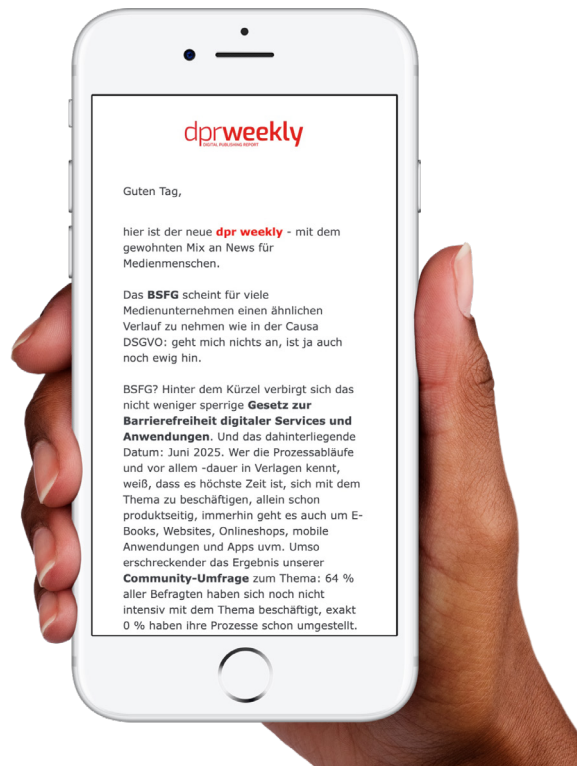 dprweekly
DIGITAL PUBLISHING REPORT
Guten Tag,
hier ist der neue dpr weekly - mit dem
gewohnten Mix an News für
Medienmenschen.
Das BSFG scheint für viele
Medienunternehmen einen ähnlichen
Verlauf zu nehmen wie in der Causa
DSGVO: geht mich nichts an, ist ja auch
noch ewig hin.
BSFG? Hinter dem Kürzel verbirgt sich das
nicht weniger sperrige Gesetz zur
Barrierefreiheit digitaler Services und
Anwendungen. Und das dahinterliegende
Datum: Juni 2025. Wer die Prozessabläufe
und vor allem -dauer in Verlagen kennt,
weiß, dass es höchste Zeit ist, sich mit dem
Thema zu beschäftigen, allein schon
produktseitig, immerhin geht es auch um E-
Books, Websites, Onlineshops, mobile
Anwendungen und Apps uvm. Umso
erschreckender das Ergebnis unserer
Community-Umfrage zum Thema: 64 %
aller Befragten haben sich noch nicht
intensiv mit dem Thema beschäftigt, exakt
0 % haben ihre Prozesse schon umgestellt.